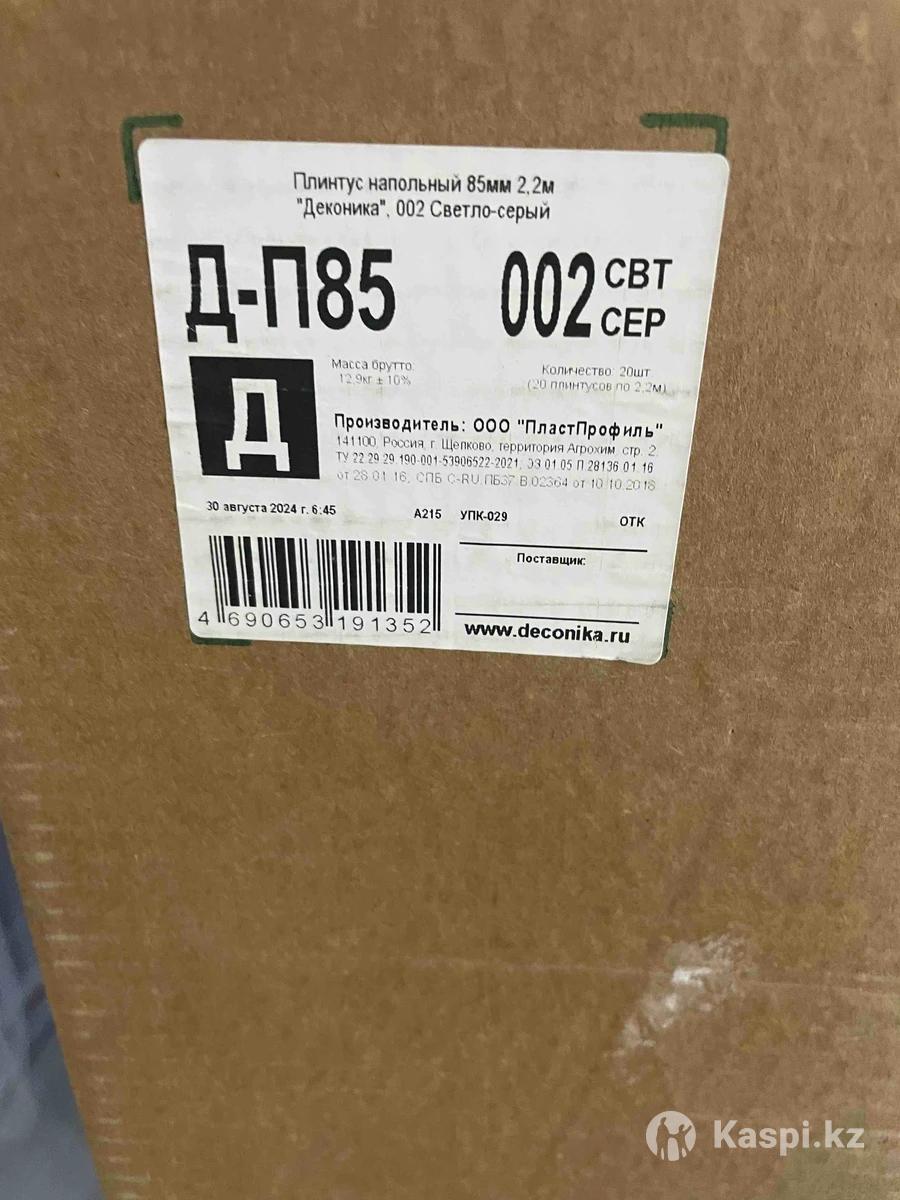 Плинтус напольный 85мм 2,2м
"Деконика", 002 Светло-серый
Д-П85
002 СВТ СЕР
Масса брутто:
12,9кг ± 10%
Количество: 20шт.
(20 плинтусов по 2,2м)
Д
Производитель: ООО "ПластПрофиль"
141100, Россия, г. Щелково, территория Агрохим, стр. 2,
ТУ 22.29.29.190-001-53906522-2021, ЭЗ.01.05.П.28136.01.16
от 28.01.16, СПБ C-RU.ПБ37.В.02364 от 10.10.2018
30 августа 2024 г. 6:45
А215
УПК-029
ОТК
Поставщик:
4 690653 191352
www.deconika.ru
Kaspi.kz